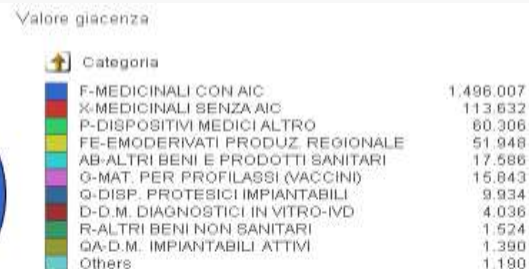 Valore giacenza
Categoria
F-MEDICINALI CON AIC 1.496.007
X-MEDICINALI SENZA AIC 113.632
P-DISPOSITIVI MEDICI ALTRO 60.306
FE-EMODERIVATI PRODUZ. REGIONALE 51.948
AB-ALTRI BENI E PRODOTTI SANITARI 17.586
G-MAT. PER PROFILASSI (VACCINI) 15.843
Q-DISP. PROTESICI IMPIANTABILI 9.934
D-D.M. DIAGNOSTICI IN VITRO-IVD 4.036
R-ALTRI BENI NON SANITARI 1.524
QA-D.M. IMPIANTABILI ATTIVI 1.390
Others 1.190